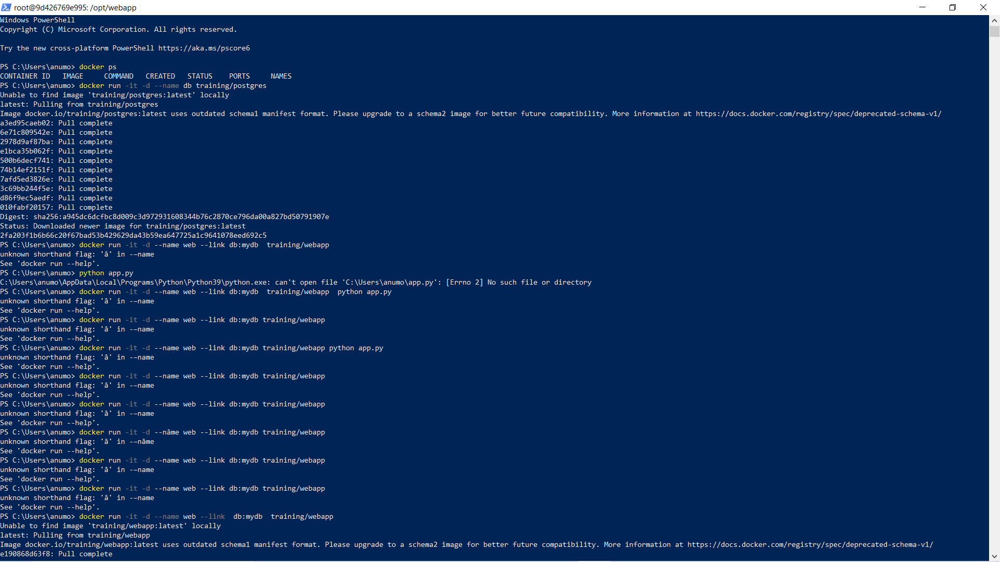 root@9d426769e995: /opt/webapp
Windows PowerShell
Copyright (C) Microsoft Corporation. All rights reserved.
Try the new cross-platform PowerShell https://aka.ms/pscore6
PS C:\Users\anumo> docker ps
CONTAINER ID   IMAGE     COMMAND   CREATED   STATUS    PORTS     NAMES
PS C:\Users\anumo> docker run -it -d --name db training/postgres
Unable to find image 'training/postgres:latest' locally
latest: Pulling from training/postgres
Image docker.io/training/postgres:latest uses outdated schema1 manifest format. Please upgrade to a schema2 image for better future compatibility. More information at https://docs.docker.com/registry/spec/deprecated-schema-v1/
a3ed95caeb02: Pull complete
6e71c809542e: Pull complete
2978d9af87ba: Pull complete
e1bca35b062f: Pull complete
500b6decf741: Pull complete
74b14ef2151f: Pull complete
7afd5ed3826e: Pull complete
3c69bb244f5e: Pull complete
d86f9ec5aedf: Pull complete
010fabf20157: Pull complete
Digest: sha256:a945dc6dcfbc8d009c3d972931608344b76c2870ce796da00a827bd50791907e
Status: Downloaded newer image for training/postgres:latest
2fa203f1b6b66c20f67bad53b429629da43b59ea647725a1c9641078eed692c5
PS C:\Users\anumo> docker run -it -d -–name web -–link db:mydb  training/webapp
unknown shorthand flag: 'â' in -–name
See 'docker run --help'.
PS C:\Users\anumo> python app.py
C:\Users\anumo\AppData\Local\Programs\Python\Python39\python.exe: can't open file 'C:\Users\anumo\app.py': [Errno 2] No such file or directory
PS C:\Users\anumo> docker run -it -d -–name web -–link db:mydb  training/webapp  python app.py
unknown shorthand flag: 'â' in -–name
See 'docker run --help'.
PS C:\Users\anumo> docker run -it -d -–name web -–link db:mydb training/webapp
unknown shorthand flag: 'â' in -–name
See 'docker run --help'.
PS C:\Users\anumo> docker run -it -d -–name web -–link db:mydb training/webapp python app.py
unknown shorthand flag: 'â' in -–name
See 'docker run --help'.
PS C:\Users\anumo> docker run -it -d -–name web -–link db:mydb training/webapp
unknown shorthand flag: 'â' in -–name
See 'docker run --help'.
PS C:\Users\anumo> docker run -it -d -–name web -–link db:mydb training/webapp
unknown shorthand flag: 'â' in -–name
See 'docker run --help'.
PS C:\Users\anumo> docker run -it -d -–nâme web -–link db:mydb training/webapp
unknown shorthand flag: 'â' in -–nâme
See 'docker run --help'.
PS C:\Users\anumo> docker run -it -d -–name web -–link db:mydb training/webapp
unknown shorthand flag: 'â' in -–name
See 'docker run --help'.
PS C:\Users\anumo> docker run -it -d -–name web -–link db:mydb training/webapp
unknown shorthand flag: 'â' in -–name
See 'docker run --help'.
PS C:\Users\anumo> docker run -it -d --name web --link  db:mydb  training/webapp
Unable to find image 'training/webapp:latest' locally
latest: Pulling from training/webapp
Image docker.io/training/webapp:latest uses outdated schema1 manifest format. Please upgrade to a schema2 image for better future compatibility. More information at https://docs.docker.com/registry/spec/deprecated-schema-v1/
e190868d63f8: Pull complete